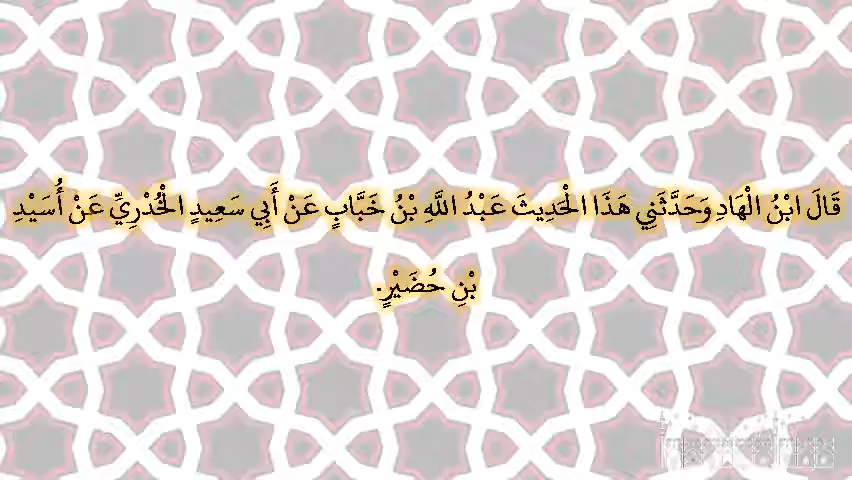 قَالَ ابْنُ الْهَادِ وَحَدَّثَنِي هَذَا الْحَدِيثَ عَبْدُ اللَّهِ بْنُ خَبَّابٍ عَنْ أَبِي سَعِيدٍ الْخُدْرِيِّ عَنْ أُسَيْدِ
بْنِ حُضَيْرٍ.